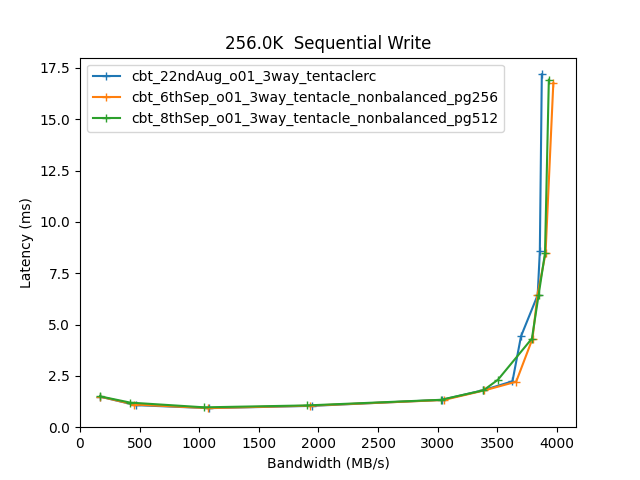 256.0K  Sequential Write
cbt_22ndAug_o01_3way_tentaclerc
cbt_6thSep_o01_3way_tentacle_nonbalanced_pg256
cbt_8thSep_o01_3way_tentacle_nonbalanced_pg512
Latency (ms)
17.5
15.0
12.5
10.0
7.5
5.0
2.5
0.0
0 500 1000 1500 2000 2500 3000 3500 4000
Bandwidth (MB/s)